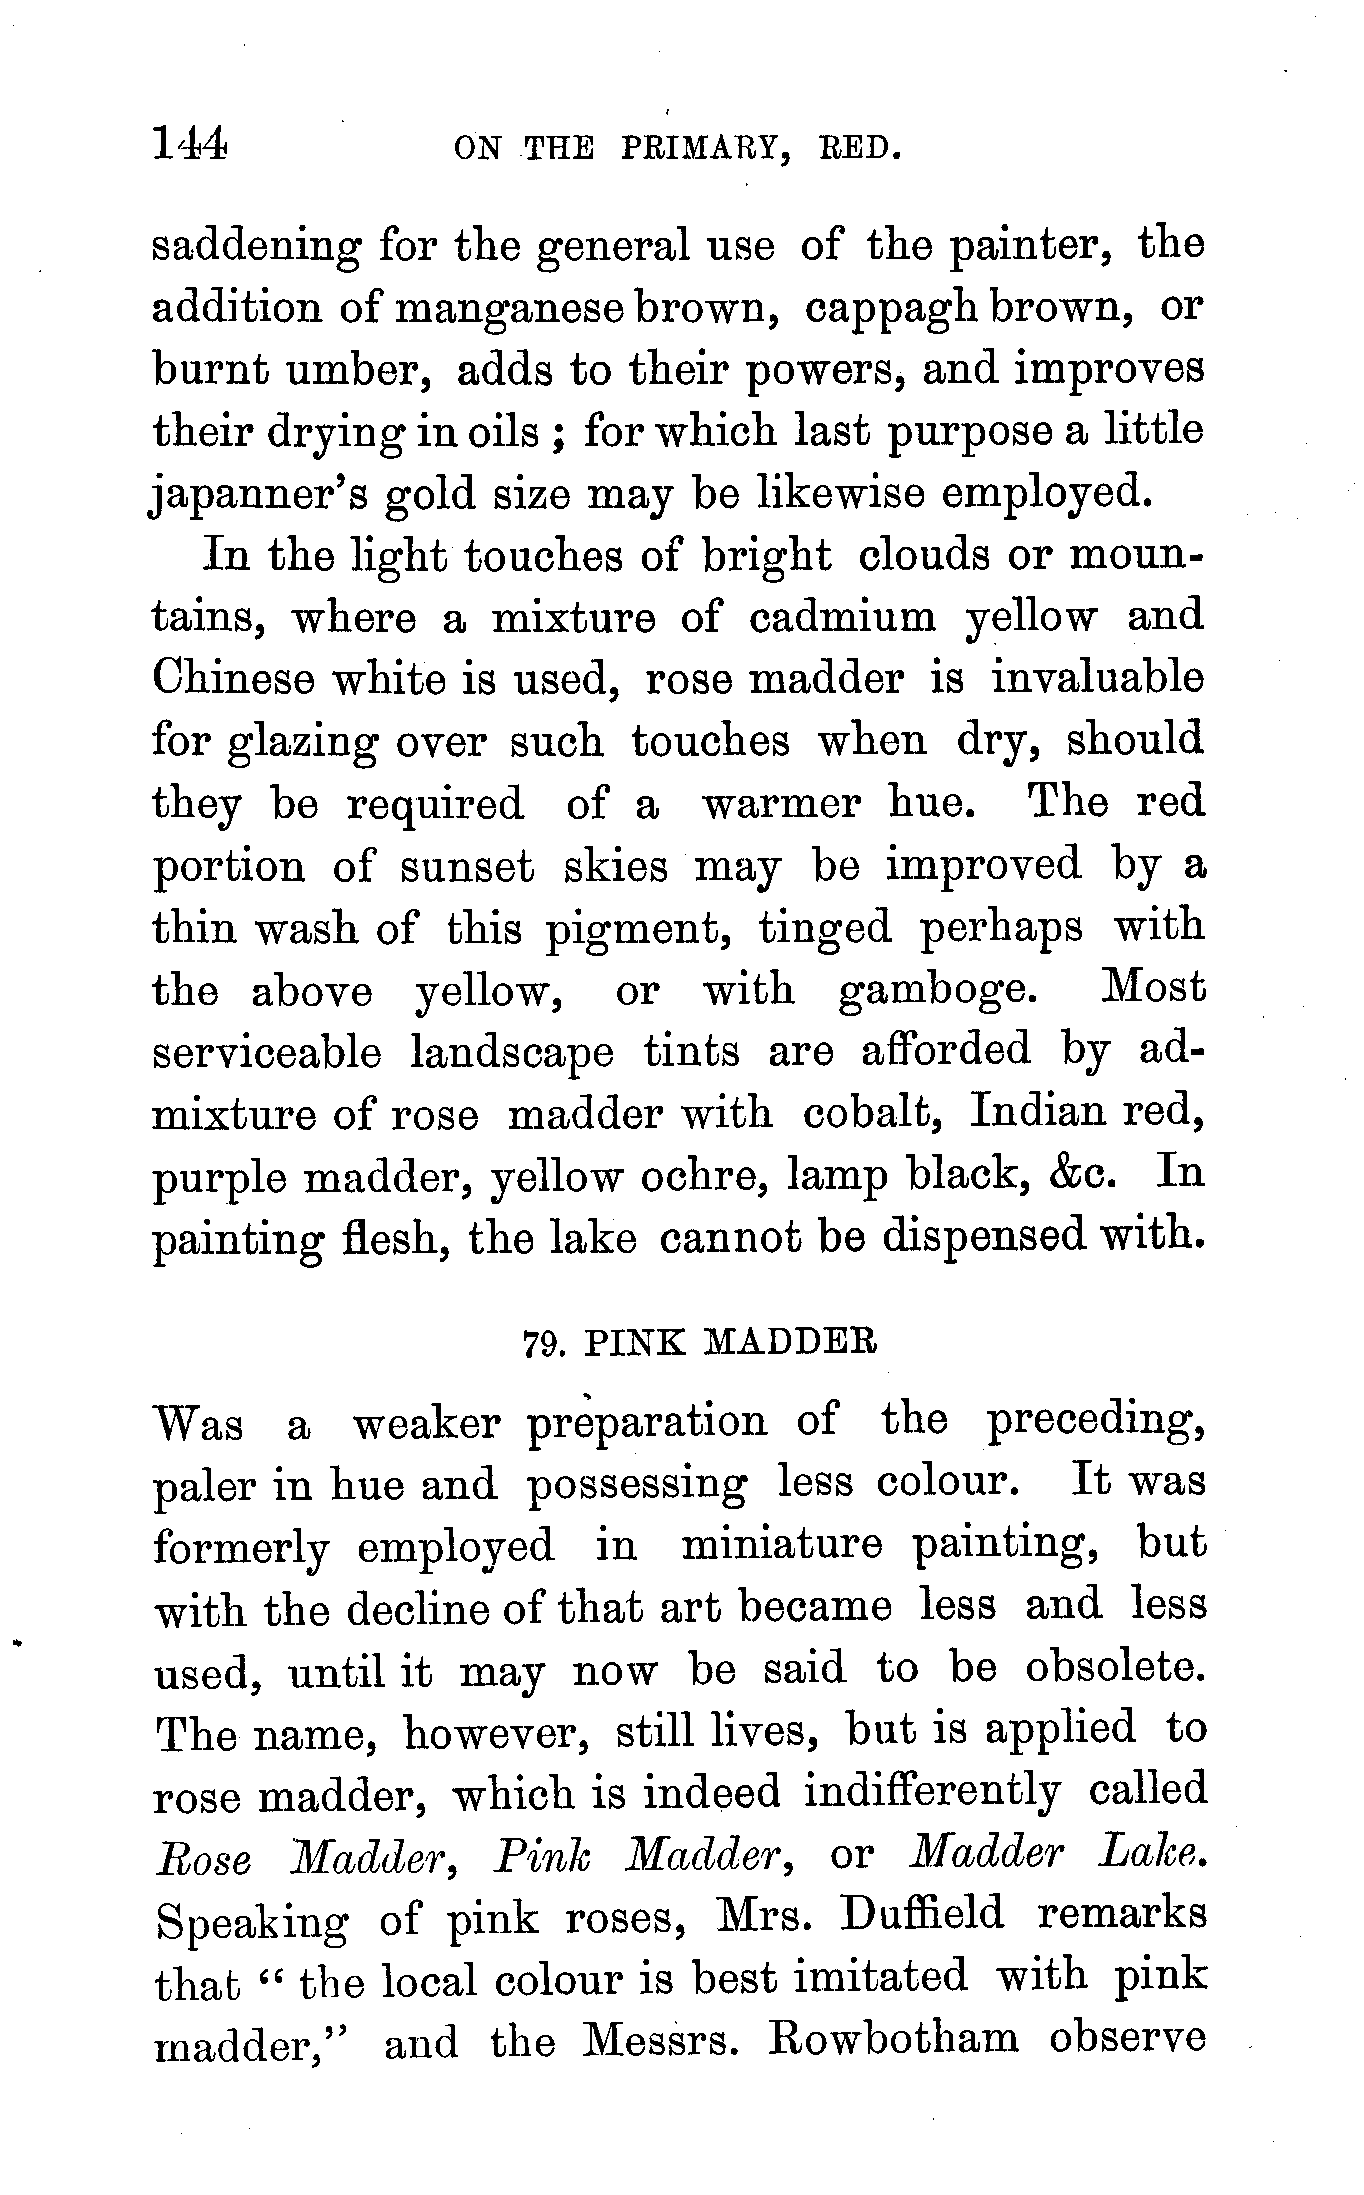 144 ON THE PRIMARY, RED.
saddening for the general use of the painter, the
addition of manganese brown, cappagh brown, or
burnt umber, adds to their powers, and improves
their drying in oils ; for which last purpose a little
japanner's gold size may be likewise employed.
In the light touches of bright clouds or moun-
tains, where a mixture of cadmium yellow and
Chinese white is used, rose madder is invaluable
for glazing over such touches when dry, should
they be required of a warmer hue. The red
portion of sunset skies may be improved by a
thin wash of this pigment, tinged perhaps with
the above yellow, or with gamboge. Most
serviceable landscape tints are afforded by ad-
mixture of rose madder with cobalt, Indian red,
purple madder, yellow ochre, lamp black, &c. In
painting flesh, the lake cannot be dispensed with.
79. PINK MADDER
Was a weaker preparation of the preceding,
paler in hue and possessing less colour. It was
formerly employed in miniature painting, but
with the decline of that art became less and less
used, until it may now be said to be obsolete.
The name, however, still lives, but is applied to
rose madder, which is indeed indifferently called
Rose Madder, Pink Madder, or Madder Lake.
Speaking of pink roses, Mrs. Duffield remarks
that “ the local colour is best imitated with pink
madder,” and the Messrs. Rowbotham observe